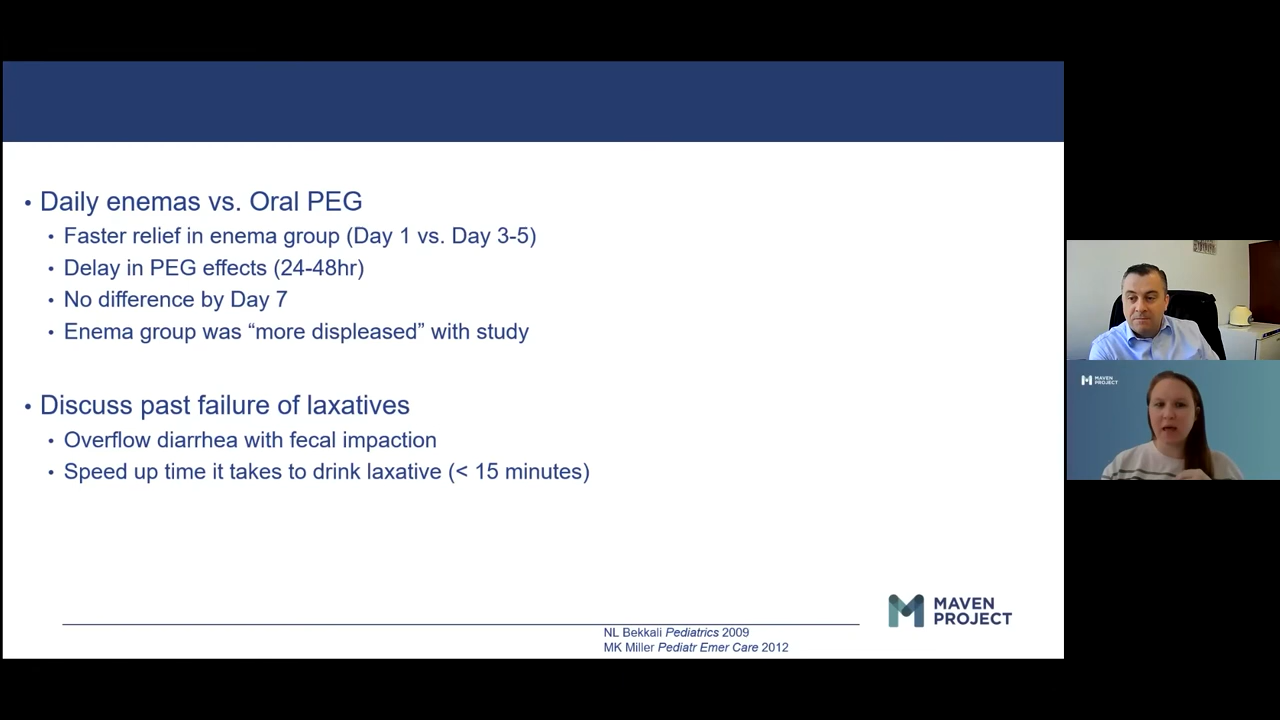 • Daily enemas vs. Oral PEG
• Faster relief in enema group (Day 1 vs. Day 3-5)
• Delay in PEG effects (24-48hr)
• No difference by Day 7
• Enema group was “more displeased” with study
• Discuss past failure of laxatives
• Overflow diarrhea with fecal impaction
• Speed up time it takes to drink laxative (< 15 minutes)
NL Bekkali Pediatrics 2009
MK Miller Pediatr Emer Care 2012
MAVEN
PROJECT
MAVEN
PROJECT